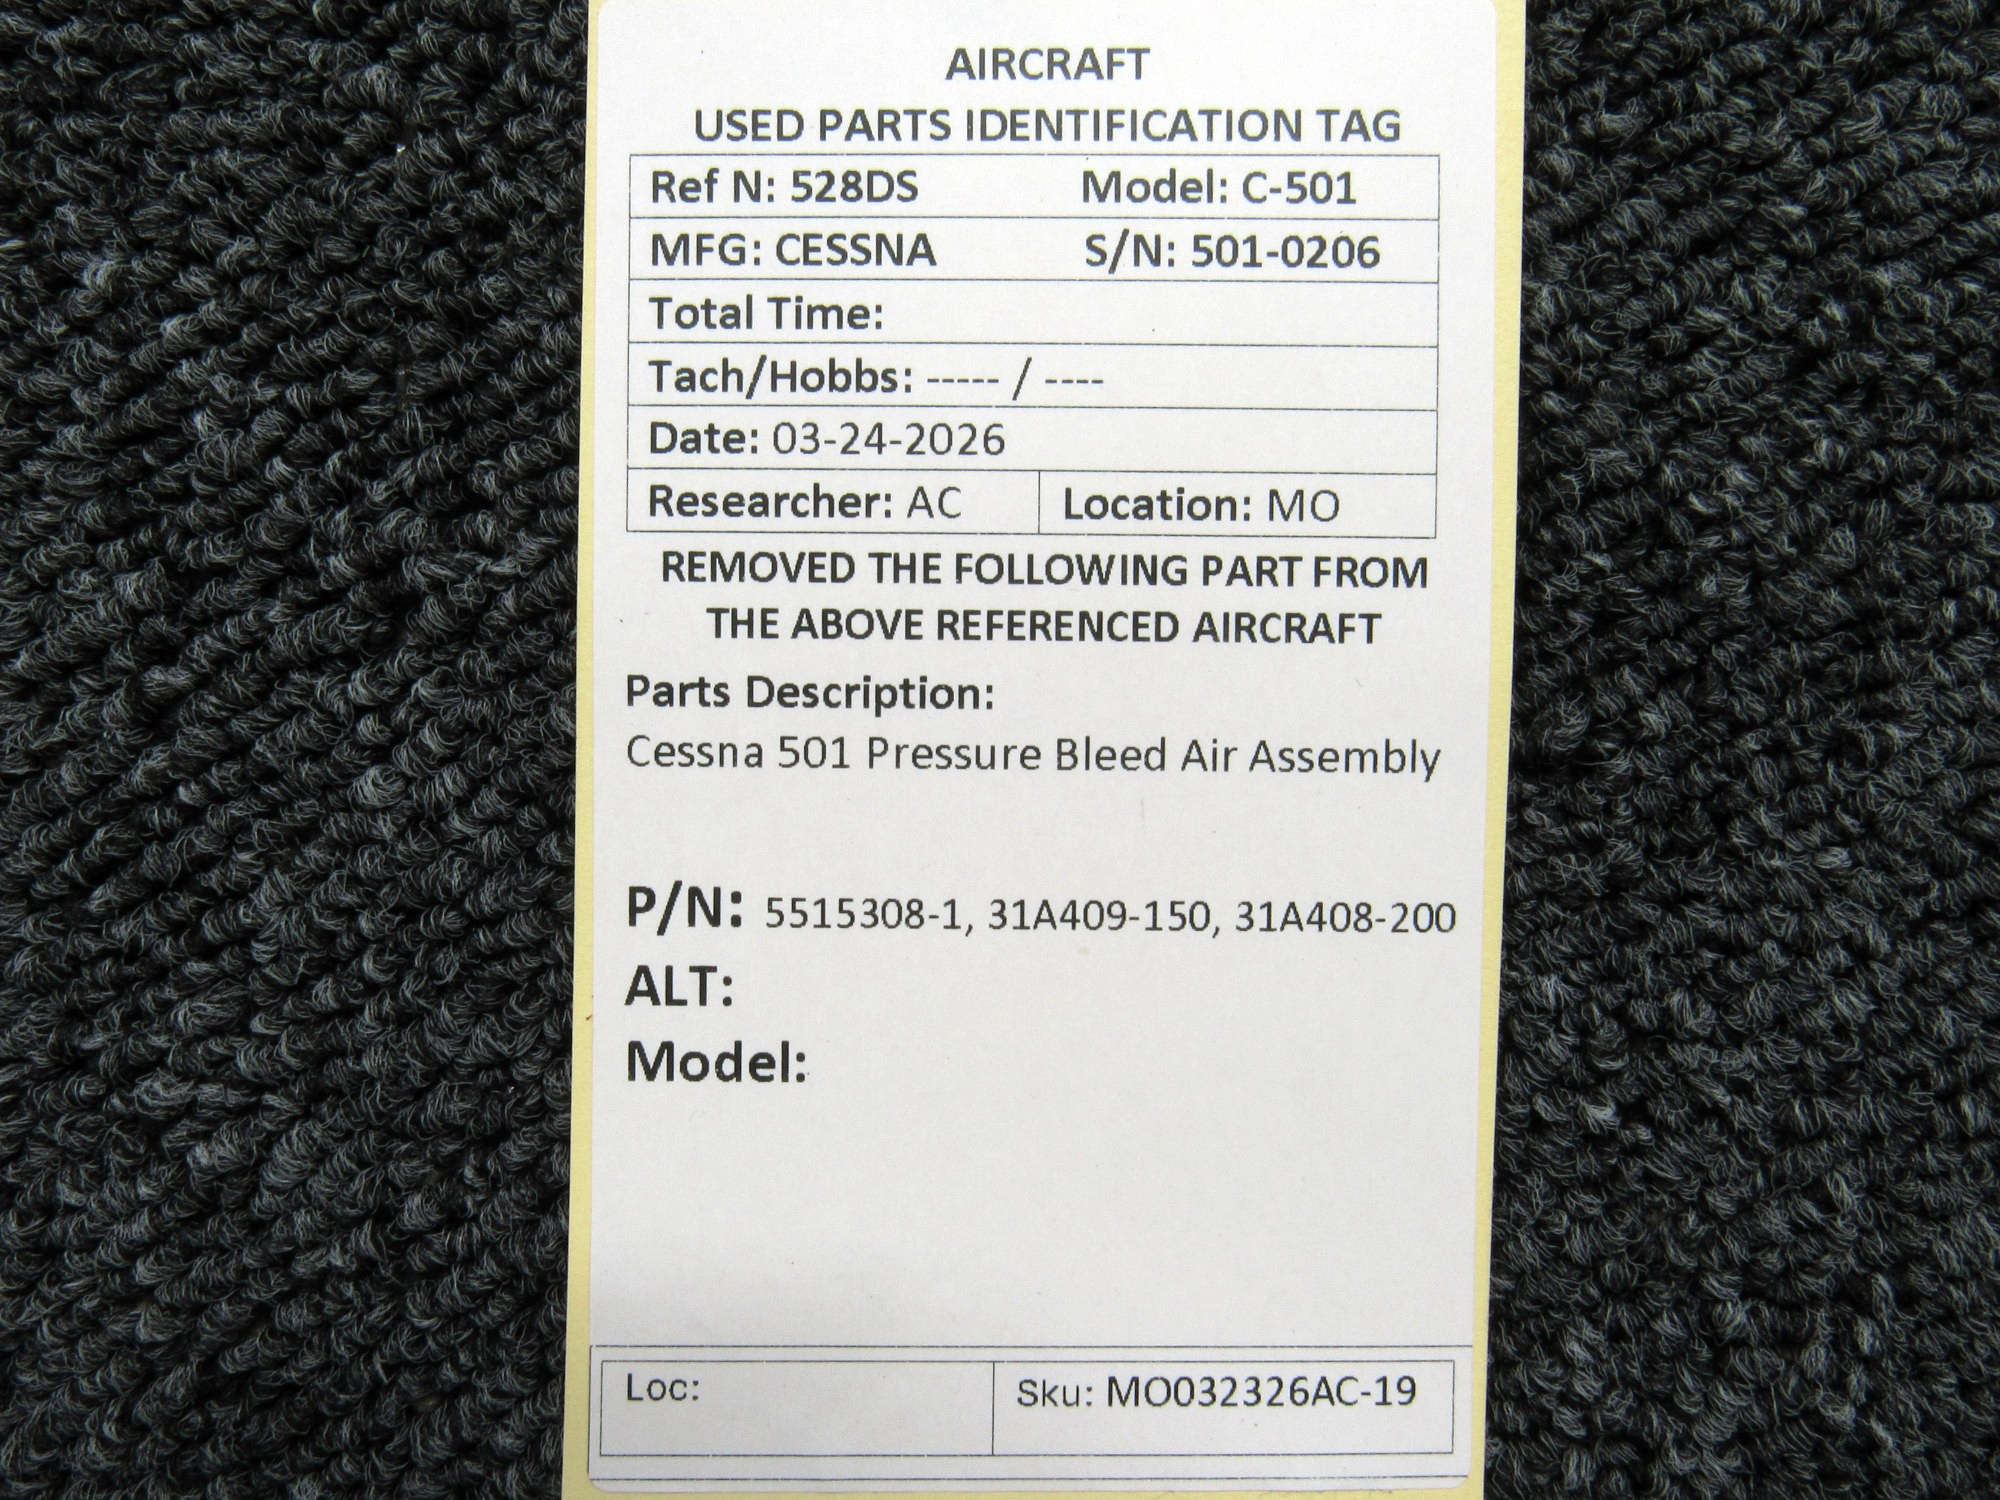 AIRCRAFT
USED PARTS IDENTIFICATION TAG
Ref N: 528DS Model: C-501
MFG: CESSNA S/N: 501-0206
Total Time:
Tach/Hobbs: ----- / ----
Date: 03-24-2026
Researcher: AC Location: MO
REMOVED THE FOLLOWING PART FROM
THE ABOVE REFERENCED AIRCRAFT
Parts Description:
Cessna 501 Pressure Bleed Air Assembly
P/N: 5515308-1, 31A409-150, 31A408-200
ALT:
Model:
Loc: Sku: MO032326AC-19